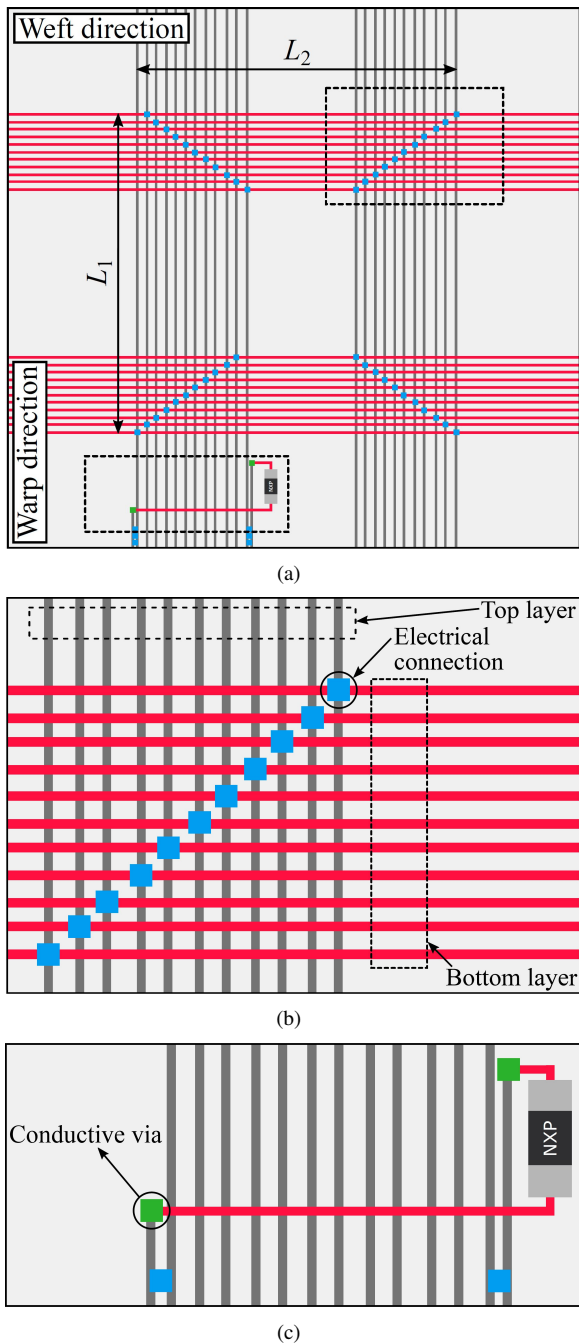 Weft direction
L2
L1
Warp direction
NXP
(a)
Top layer
Electrical
connection
Bottom layer
(b)
Conductive via
NXP
(c)